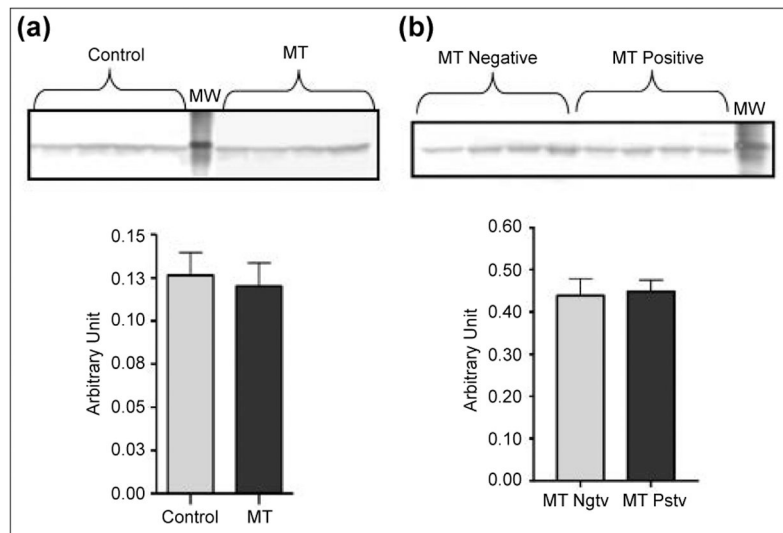 (a)
Control
MW
MT
0.15
0.13
0.10
0.08
0.05
0.03
0.00
Arbitrary Unit
Control
MT
(b)
MT Negative
MT Positive
MW
0.60
0.50
0.40
0.30
0.20
0.10
0.00
Arbitrary Unit
MT Ngtv
MT Pstv